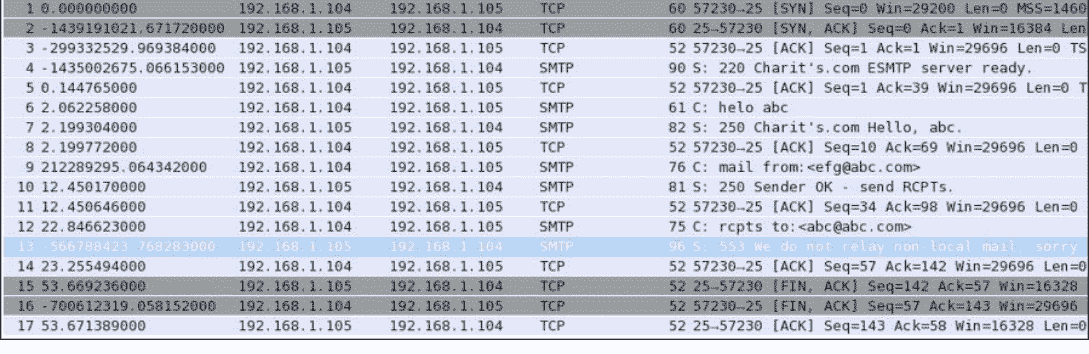 1 0.000000000 192.168.1.104 192.168.1.105 TCP 60 57230→25 [SYN] Seq=0 Win=29200 Len=0 MSS=1460
2 -1439191021.671720000 192.168.1.105 192.168.1.104 TCP 60 25→57230 [SYN, ACK] Seq=0 Ack=1 Win=16384 Len
3 -299332529.969384000 192.168.1.104 192.168.1.105 TCP 52 57230→25 [ACK] Seq=1 Ack=1 Win=29696 Len=0 TS
4 -1435002675.066153000 192.168.1.105 192.168.1.104 SMTP 90 S: 220 Charit's.com ESMTP server ready.
5 0.144765000 192.168.1.104 192.168.1.105 TCP 52 57230→25 [ACK] Seq=1 Ack=39 Win=29696 Len=0 T
6 2.062258000 192.168.1.104 192.168.1.105 SMTP 61 C: helo abc
7 2.199304000 192.168.1.105 192.168.1.104 SMTP 82 S: 250 Charit's.com Hello, abc.
8 2.199772000 192.168.1.104 192.168.1.105 TCP 52 57230→25 [ACK] Seq=10 Ack=69 Win=29696 Len=0
9 212289295.064342000 192.168.1.104 192.168.1.105 SMTP 76 C: mail from:<efg@abc.com>
10 12.450170000 192.168.1.105 192.168.1.104 SMTP 81 S: 250 Sender OK - send RCPTs.
11 12.450646000 192.168.1.104 192.168.1.105 TCP 52 57230→25 [ACK] Seq=34 Ack=98 Win=29696 Len=0
12 22.846623000 192.168.1.104 192.168.1.105 SMTP 75 C: rcpts to:<abc@abc.com>
13 -566788423.768283000 192.168.1.105 192.168.1.104 SMTP 96 S: 553 We do not relay non-local mail, sorry
14 23.255494000 192.168.1.104 192.168.1.105 TCP 52 57230→25 [ACK] Seq=57 Ack=142 Win=29696 Len=0
15 53.669236000 192.168.1.105 192.168.1.104 TCP 52 25→57230 [FIN, ACK] Seq=142 Ack=57 Win=16328
16 -700612319.058152000 192.168.1.104 192.168.1.105 TCP 52 57230→25 [FIN, ACK] Seq=57 Ack=143 Win=29696
17 53.671389000 192.168.1.105 192.168.1.104 TCP 52 25→57230 [ACK] Seq=143 Ack=58 Win=16328 Len=0